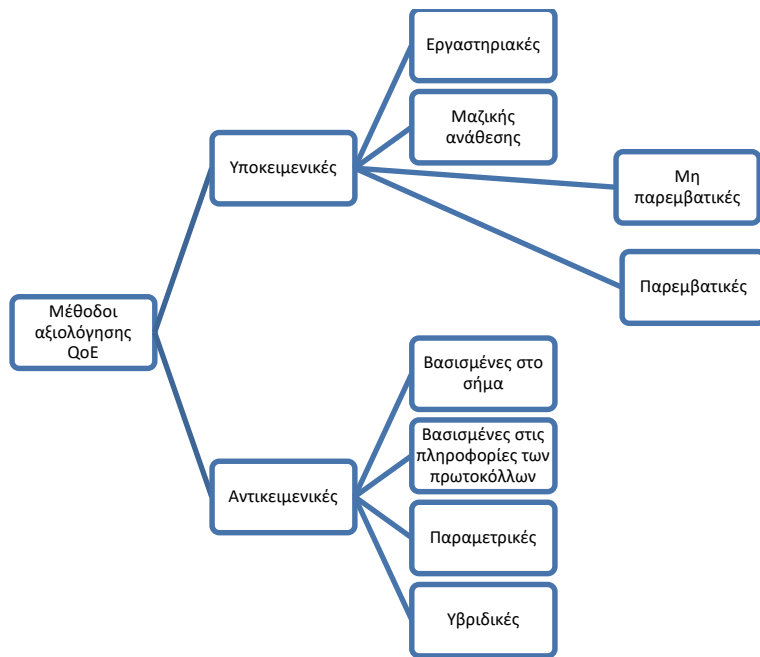 Μέθοδοι
αξιολόγησης
QoE
Υποκειμενικές
Εργαστηριακές
Μαζικής
ανάθεσης
Μη
παρεμβατικές
Παρεμβατικές
Αντικειμενικές
Βασισμένες στο
σήμα
Βασισμένες στις
πληροφορίες των
πρωτοκόλλων
Παραμετρικές
Υβριδικές